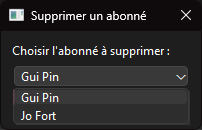 Supprimer un abonné
Choisir l'abonné à supprimer :
Gui Pin
Gui Pin
Jo Fort